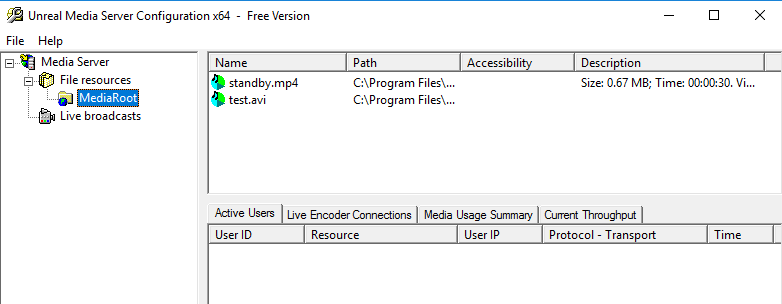 Unreal Media Server Configuration x64 - Free Version
File Help
Media Server
File resources
MediaRoot
Live broadcasts
Name Path Accessibility Description
standby.mp4 C:\Program Files\... Size: 0.67 MB; Time: 00:00:30. Vi...
test.avi C:\Program Files\...
Active Users Live Encoder Connections Media Usage Summary Current Throughput
User ID Resource User IP Protocol - Transport Time